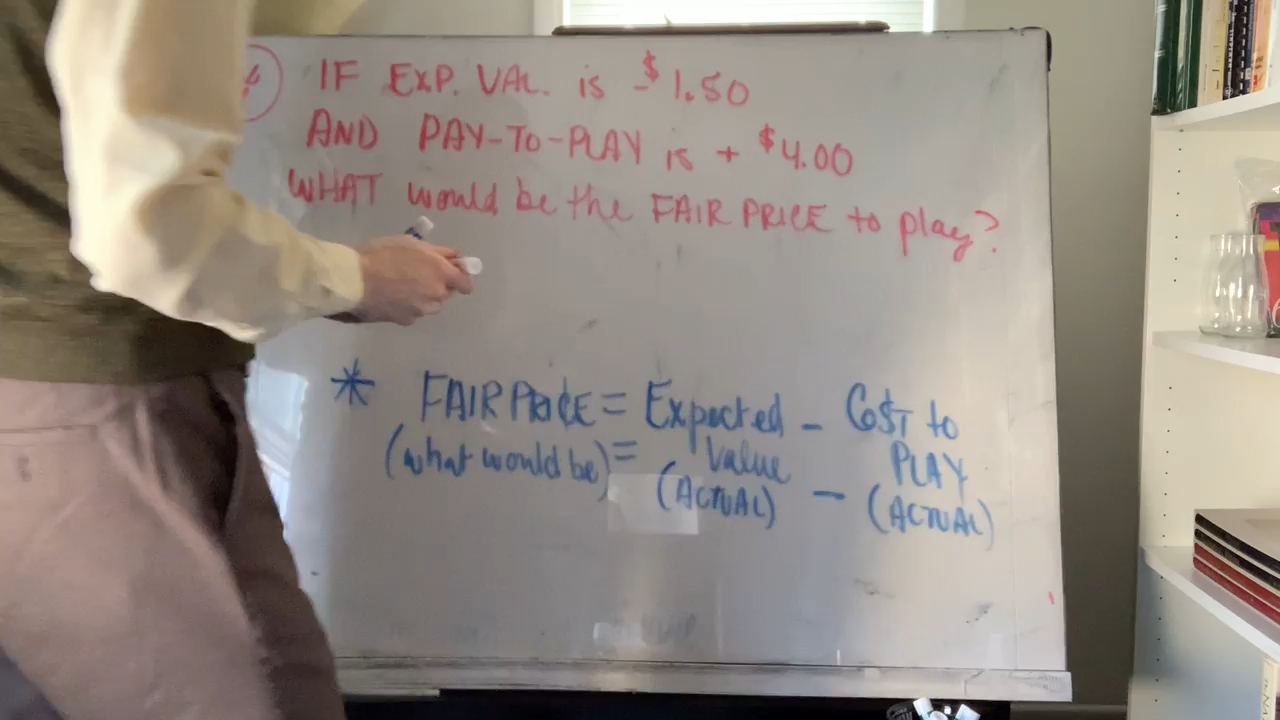 IF EXP. VAL. is -$1.50
AND PAY-TO-PLAY is + $4.00
WHAT would be the FAIR PRICE to play?
* FAIR PRICE = Expected Value - COST to PLAY
(what would be) = (ACTUAL) - (ACTUAL)